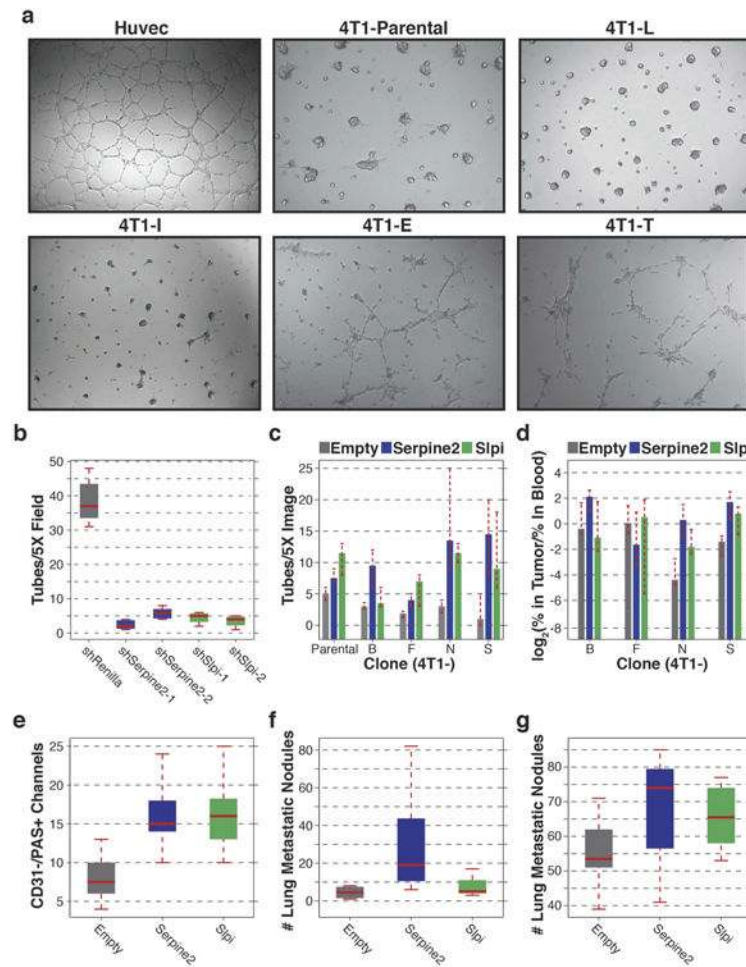 a
Huvec
4T1-Parental
4T1-L
4T1-I
4T1-E
4T1-T
b
Tubes/5X Field
50
40
30
20
10
0
shRenilla
shSerpine2-1
shSerpine2-2
shSlpi-1
shSlpi-2
c
Empty
Serpine2
Slpi
Tubes/5X Image
25
20
15
10
5
0
Parental
B
F
N
S
Clone (4T1-)
d
Empty
Serpine2
Slpi
log2(% in Tumor/% In Blood)
4
2
0
-2
-4
-6
-8
B
F
N
S
Clone (4T1-)
e
CD31-/PAS+ Channels
25
20
15
10
5
Empty
Serpine2
Slpi
f
# Lung Metastatic Nodules
80
60
40
20
0
Empty
Serpine2
Slpi
g
# Lung Metastatic Nodules
80
70
60
50
40
Empty
Serpine2
Slpi